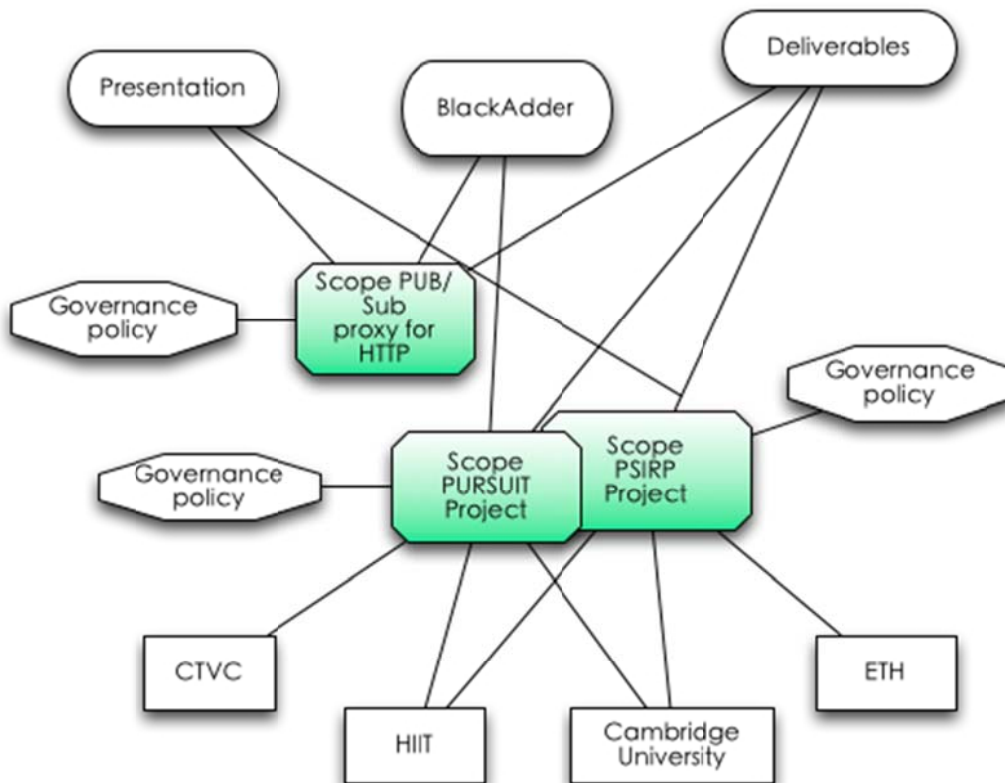 Presentation
BlackAdder
Deliverables
Scope PUB/
Sub
proxy for
HTTP
Governance
policy
Governance
policy
Governance
policy
Scope
PURSUIT
Project
Scope
PSIRP
Project
CTVC
HIIT
Cambridge
University
ETH